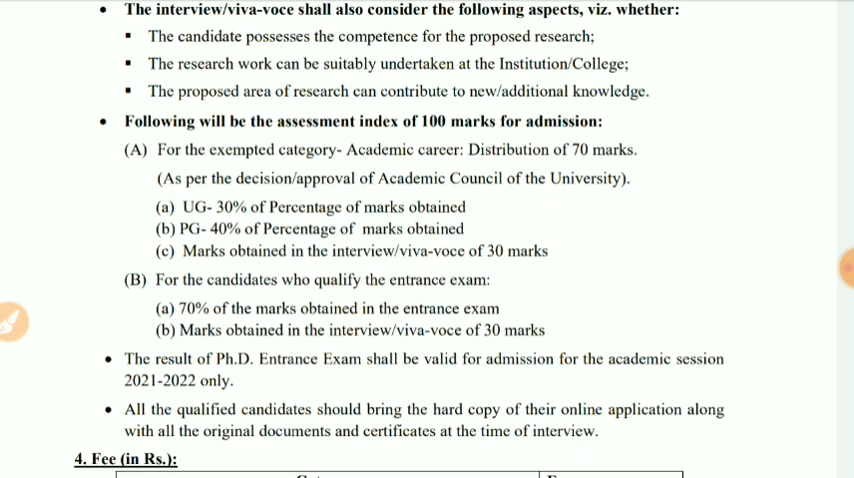 • The interview/viva-voce shall also consider the following aspects, viz. whether:
▪ The candidate possesses the competence for the proposed research;
▪ The research work can be suitably undertaken at the Institution/College;
▪ The proposed area of research can contribute to new/additional knowledge.
• Following will be the assessment index of 100 marks for admission:
(A) For the exempted category- Academic career: Distribution of 70 marks.
(As per the decision/approval of Academic Council of the University).
(a) UG- 30% of Percentage of marks obtained
(b) PG- 40% of Percentage of marks obtained
(c) Marks obtained in the interview/viva-voce of 30 marks
(B) For the candidates who qualify the entrance exam:
(a) 70% of the marks obtained in the entrance exam
(b) Marks obtained in the interview/viva-voce of 30 marks
• The result of Ph.D. Entrance Exam shall be valid for admission for the academic session
2021-2022 only.
• All the qualified candidates should bring the hard copy of their online application along
with all the original documents and certificates at the time of interview.
4. Fee (in Rs.):